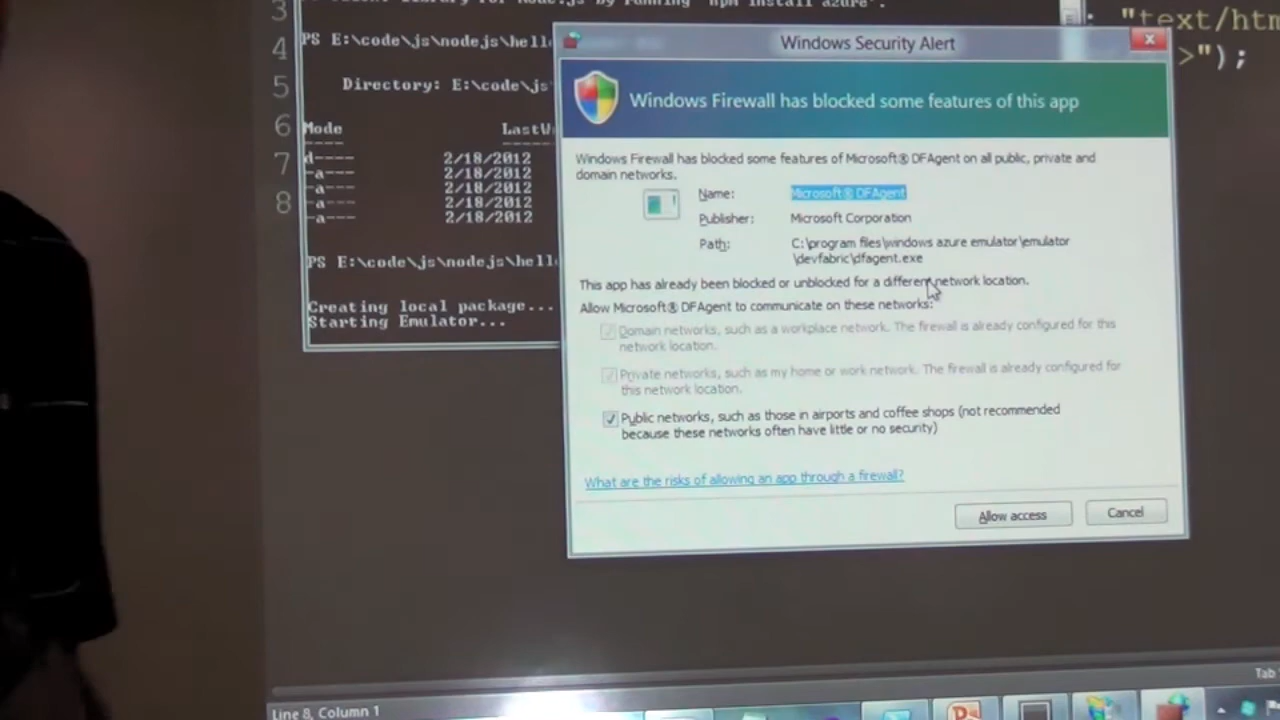 3
4
5
6
7
8
PS E:\code\js\nodejs\hell
Directory: E:\code\js
Mode LastW
d---- 2/18/2012
-a--- 2/18/2012
-a--- 2/18/2012
-a--- 2/18/2012
-a--- 2/18/2012
PS E:\code\js\nodejs\hell
Creating local package...
Starting Emulator...
"text/htm
>");
Windows Security Alert
Windows Firewall has blocked some features of this app
Windows Firewall has blocked some features of Microsoft® DFAgent on all public, private and
domain networks.
Name: Microsoft® DFAgent
Publisher: Microsoft Corporation
Path: C:\program files\windows azure emulator\emulator
\devfabric\dfagent.exe
This app has already been blocked or unblocked for a different network location.
Allow Microsoft® DFAgent to communicate on these networks:
Domain networks, such as a workplace network. The firewall is already configured for this
network location.
Private networks, such as my home or work network. The firewall is already configured for
this network location.
Public networks, such as those in airports and coffee shops (not recommended
because these networks often have little or no security)
What are the risks of allowing an app through a firewall?
Allow access Cancel
Line 8, Column 1
Tab